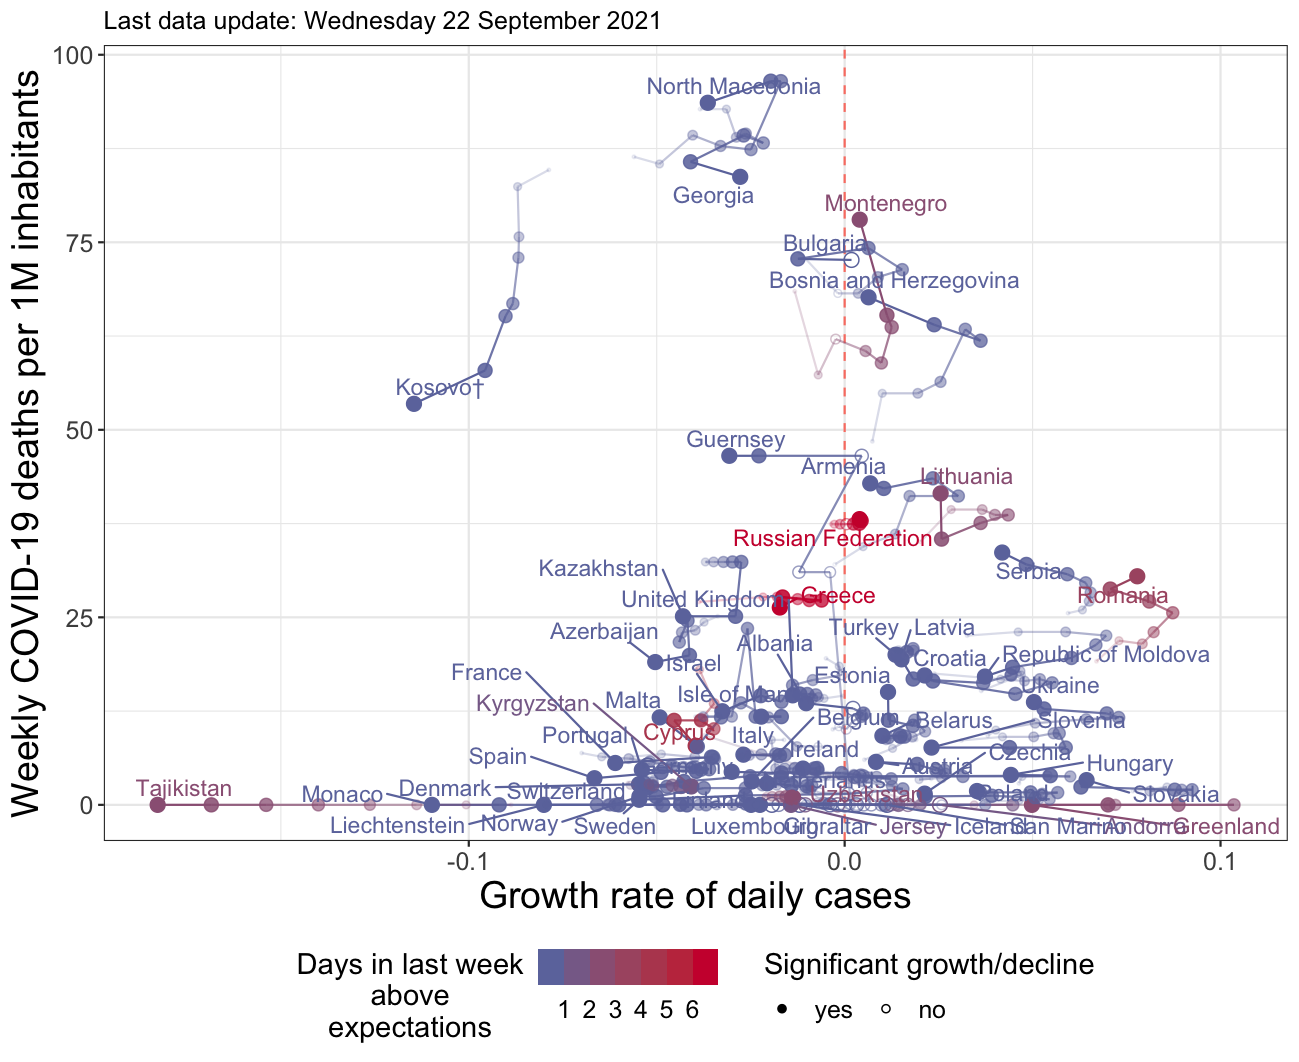 Last data update: Wednesday 22 September 2021
Weekly COVID-19 deaths per 1M inhabitants
100
75
50
25
0
North Macedonia
Georgia
Montenegro
Bulgaria
Bosnia and Herzegovina
Kosovo†
Guernsey
Armenia
Lithuania
Russian Federation
Kazakhstan
Serbia
United Kingdom
Greece
Romania
Azerbaijan
Albania
Turkey
Latvia
France
Israel
Croatia
Republic of Moldova
Kyrgyzstan
Malta
Isle of Man
Estonia
Ukraine
Portugal
Cyprus
Italy
Belgium
Belarus
Slovenia
Spain
Ireland
Austria
Czechia
Hungary
Tajikistan
Monaco
Denmark
Switzerland
Uzbekistan
Poland
Slovakia
Liechtenstein
Norway
Sweden
Luxembourg
Gibraltar
Jersey
Iceland
San Marino
Andorra
Greenland
-0.1
0.0
0.1
Growth rate of daily cases
Days in last week
above
expectations
1 2 3 4 5 6
Significant growth/decline
yes
no